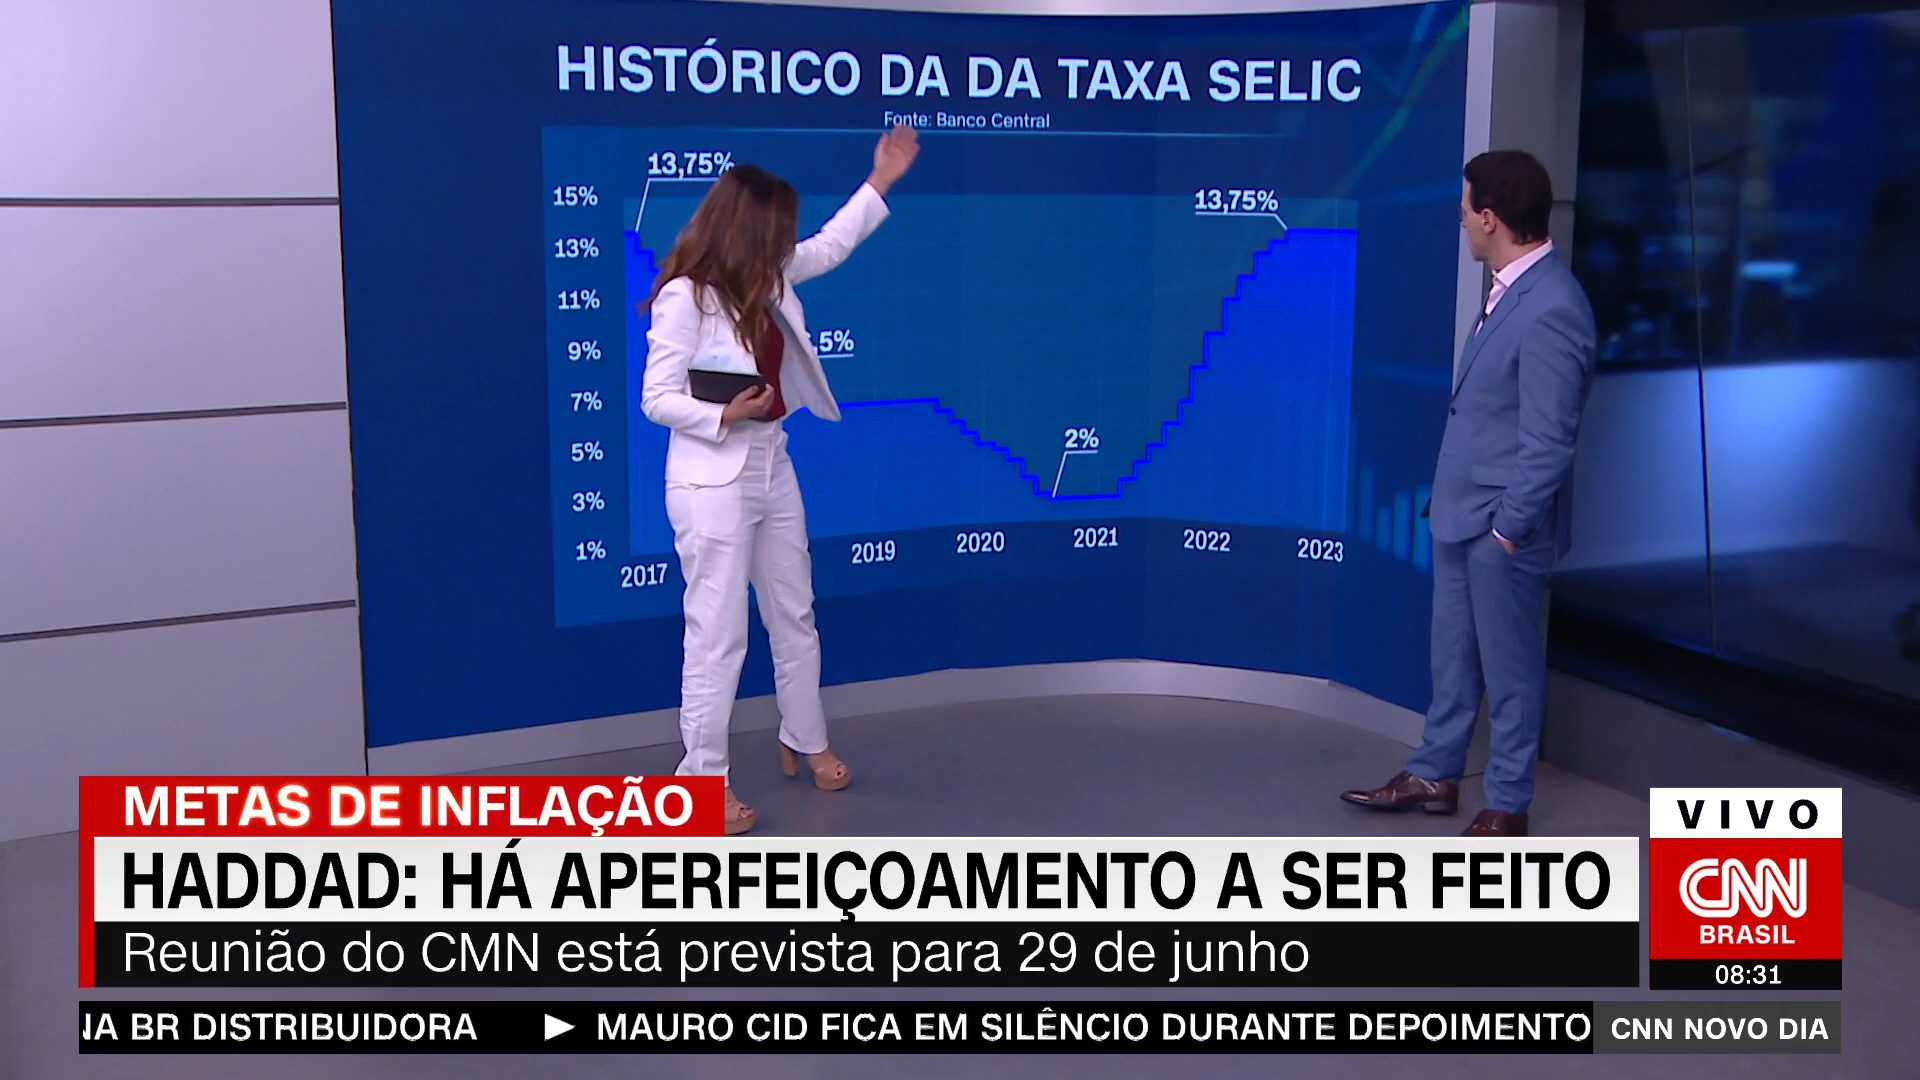 HISTÓRICO DA DA TAXA SELIC
Fonte: Banco Central
13,75%
15%
13%
11%
9%
7%
5%
3%
1%
,5%
2%
13,75%
2017
2019
2020
2021
2022
2023
METAS DE INFLAÇÃO
HADDAD: HÁ APERFEIÇOAMENTO A SER FEITO
Reunião do CMN está prevista para 29 de junho
VIVO
CNN
BRASIL
08:31
NA BR DISTRIBUIDORA ▶ MAURO CID FICA EM SILÊNCIO DURANTE DEPOIMENTO
CNN NOVO DIA